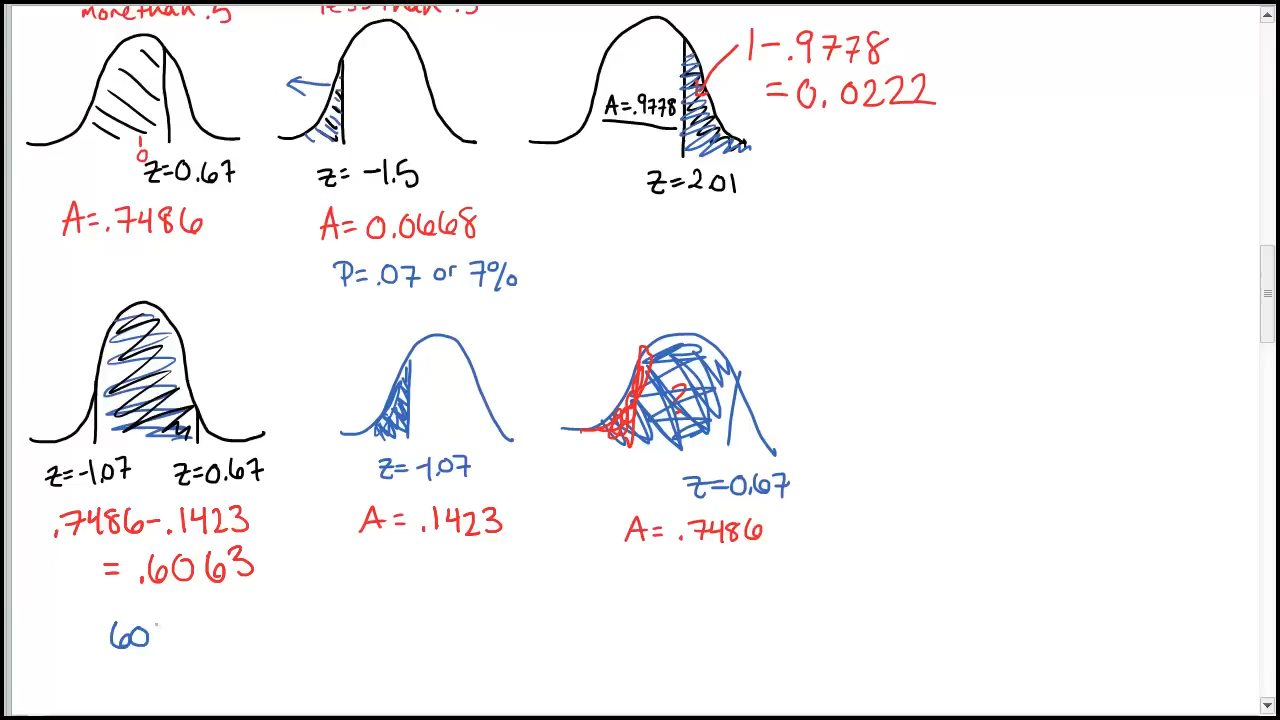 more than .5
less than .5
1-.9778
= 0.0222
A=.9778
0
z=0.67
z= -1.5
z=2.01
A=.7486
A= 0.0668
P= .07 or 7%
z=-1.07
z=0.67
z= -1.07
z=0.67
.7486-.1423
A= .1423
A= .7486
= .6063
60